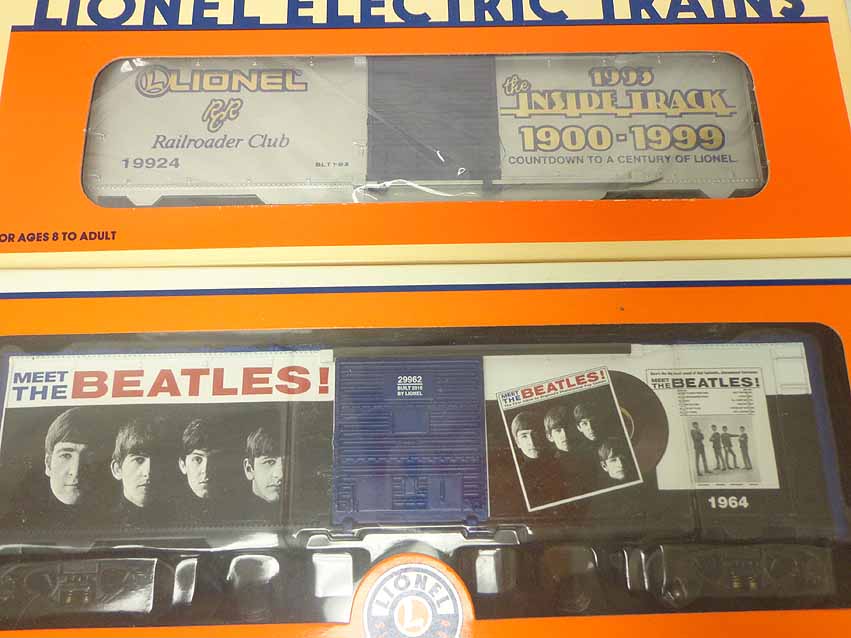 LIONEL ELECTRIC TRAINS
LIONEL
RRC
Railroader Club
19924
BLT 1-93
1993
the
INSIDE TRACK
1900-1999
COUNTDOWN TO A CENTURY OF LIONEL
OR AGES 8 TO ADULT
MEET
THE BEATLES!
29962
BUILT 2010
BY LIONEL
MEET
THE BEATLES!
MEET
THE BEATLES!
1964
LIONEL
L